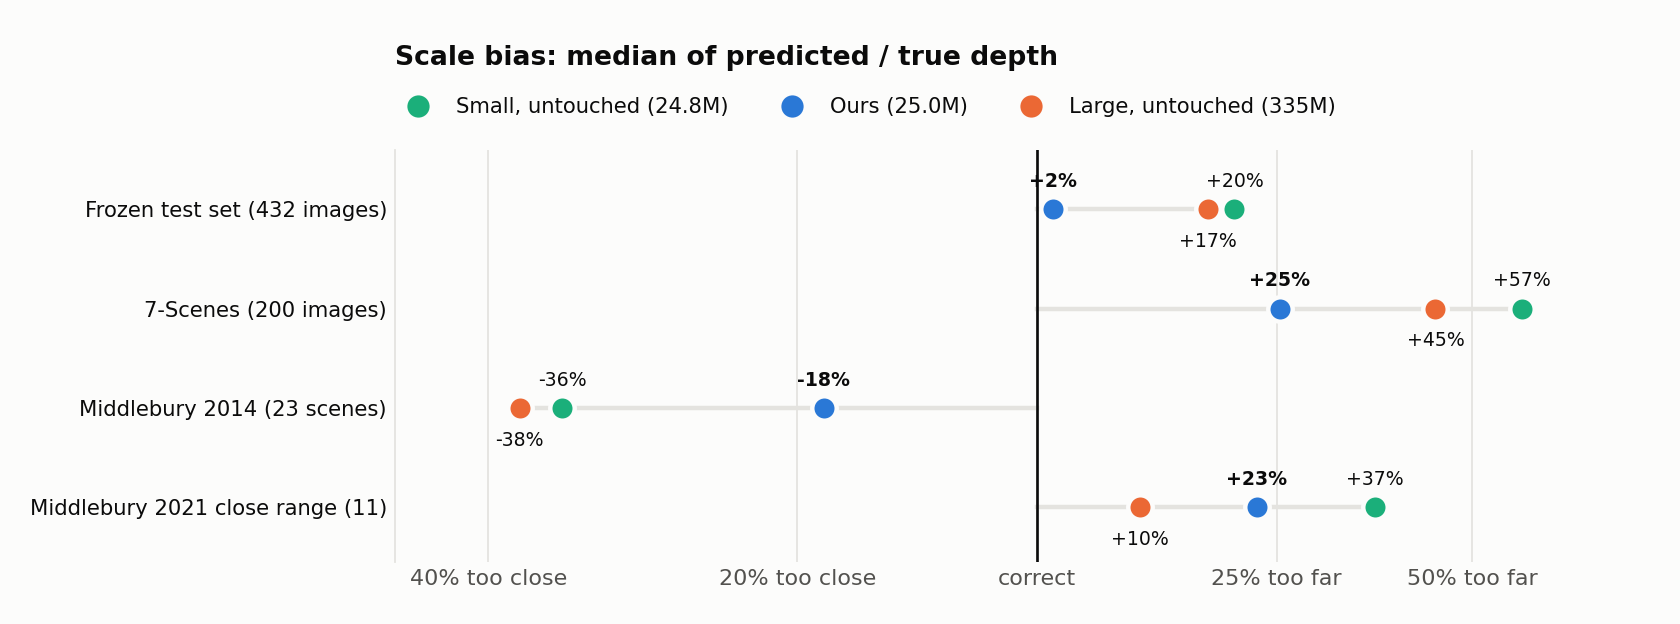 Scale bias: median of predicted / true depth
Small, untouched (24.8M) Ours (25.0M) Large, untouched (335M)
+2% +20%
Frozen test set (432 images)
+17%
+25% +57%
7-Scenes (200 images)
+45%
-36% -18%
Middlebury 2014 (23 scenes)
-38%
+23% +37%
Middlebury 2021 close range (11)
+10%
40% too close 20% too close correct 25% too far 50% too far